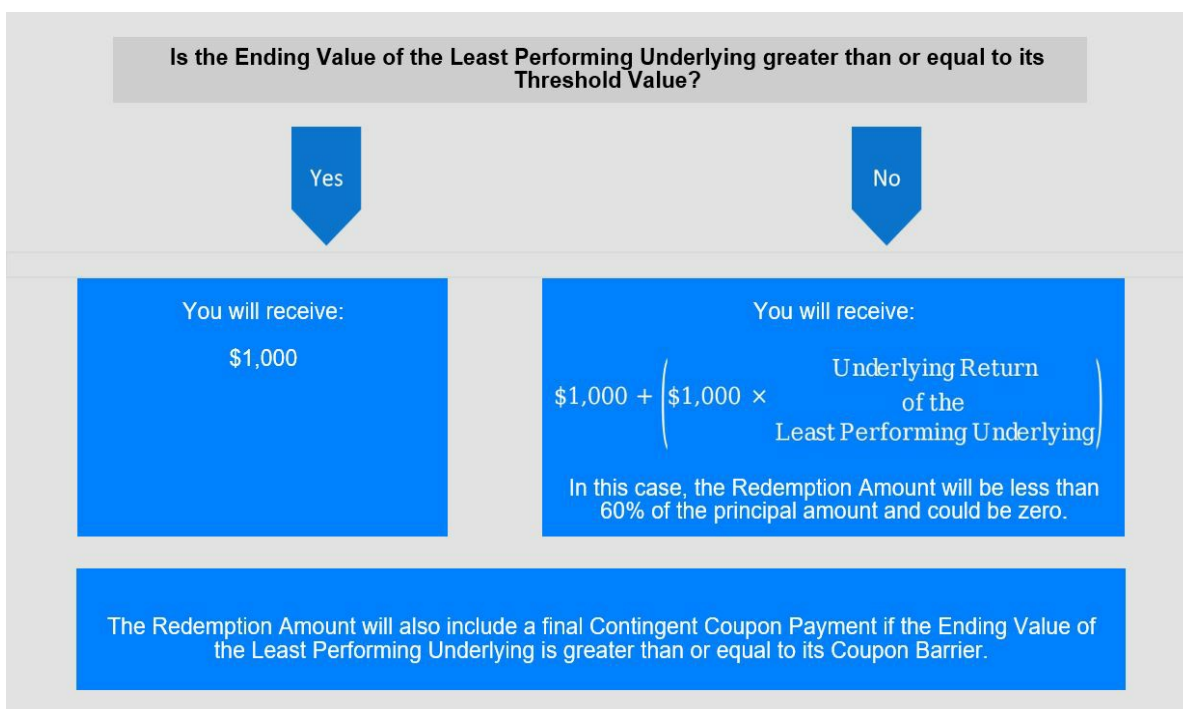 Is the Ending Value of the Least Performing Underlying greater than or equal to its
Threshold Value?
Yes
No
You will receive:
$1,000
You will receive:
$1,000 + ($1,000 × Underlying Return
of the
Least Performing Underlying)
In this case, the Redemption Amount will be less than
60% of the principal amount and could be zero.
The Redemption Amount will also include a final Contingent Coupon Payment if the Ending Value of
the Least Performing Underlying is greater than or equal to its Coupon Barrier.